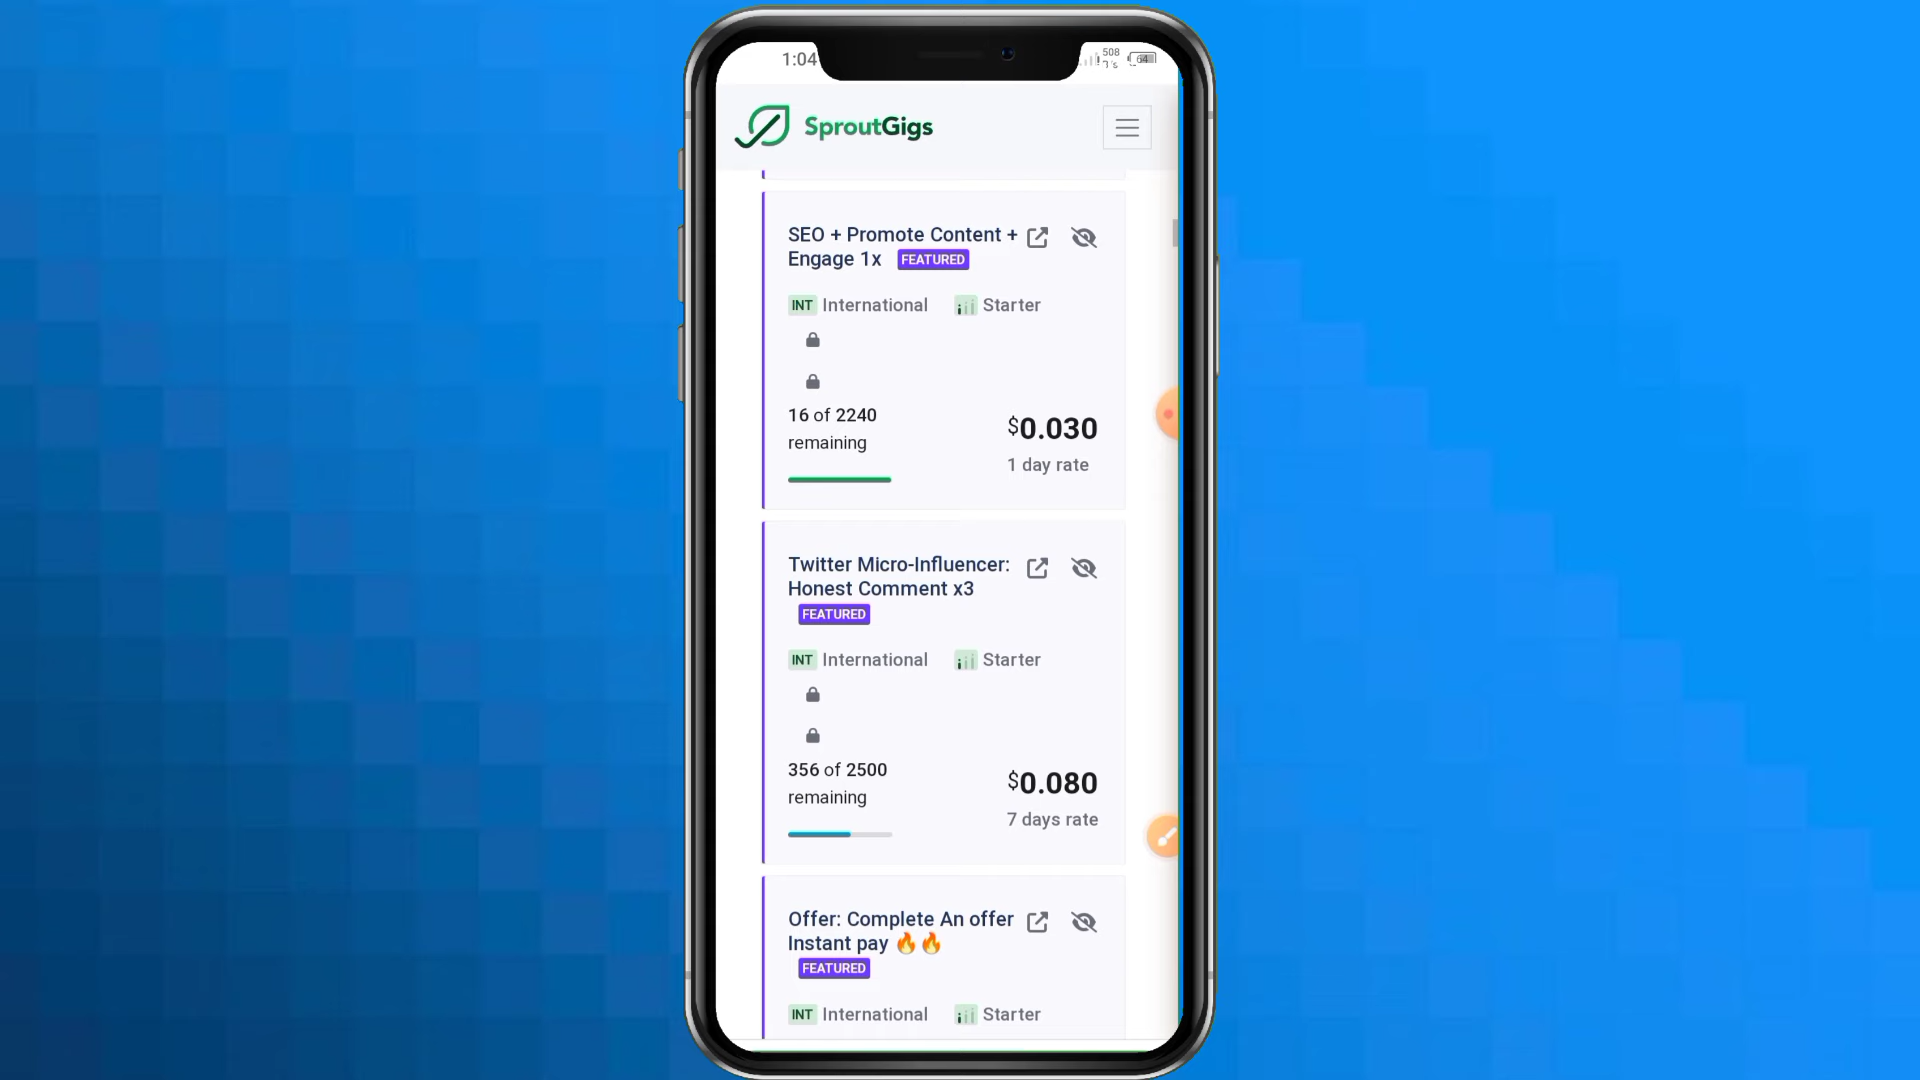 1:04
508
64
SproutGigs
SEO + Promote Content +
Engage 1x FEATURED
INT International Starter
16 of 2240
remaining
$0.030
1 day rate
Twitter Micro-Influencer:
Honest Comment x3
FEATURED
INT International Starter
356 of 2500
remaining
$0.080
7 days rate
Offer: Complete An offer
Instant pay 🔥🔥
FEATURED
INT International Starter